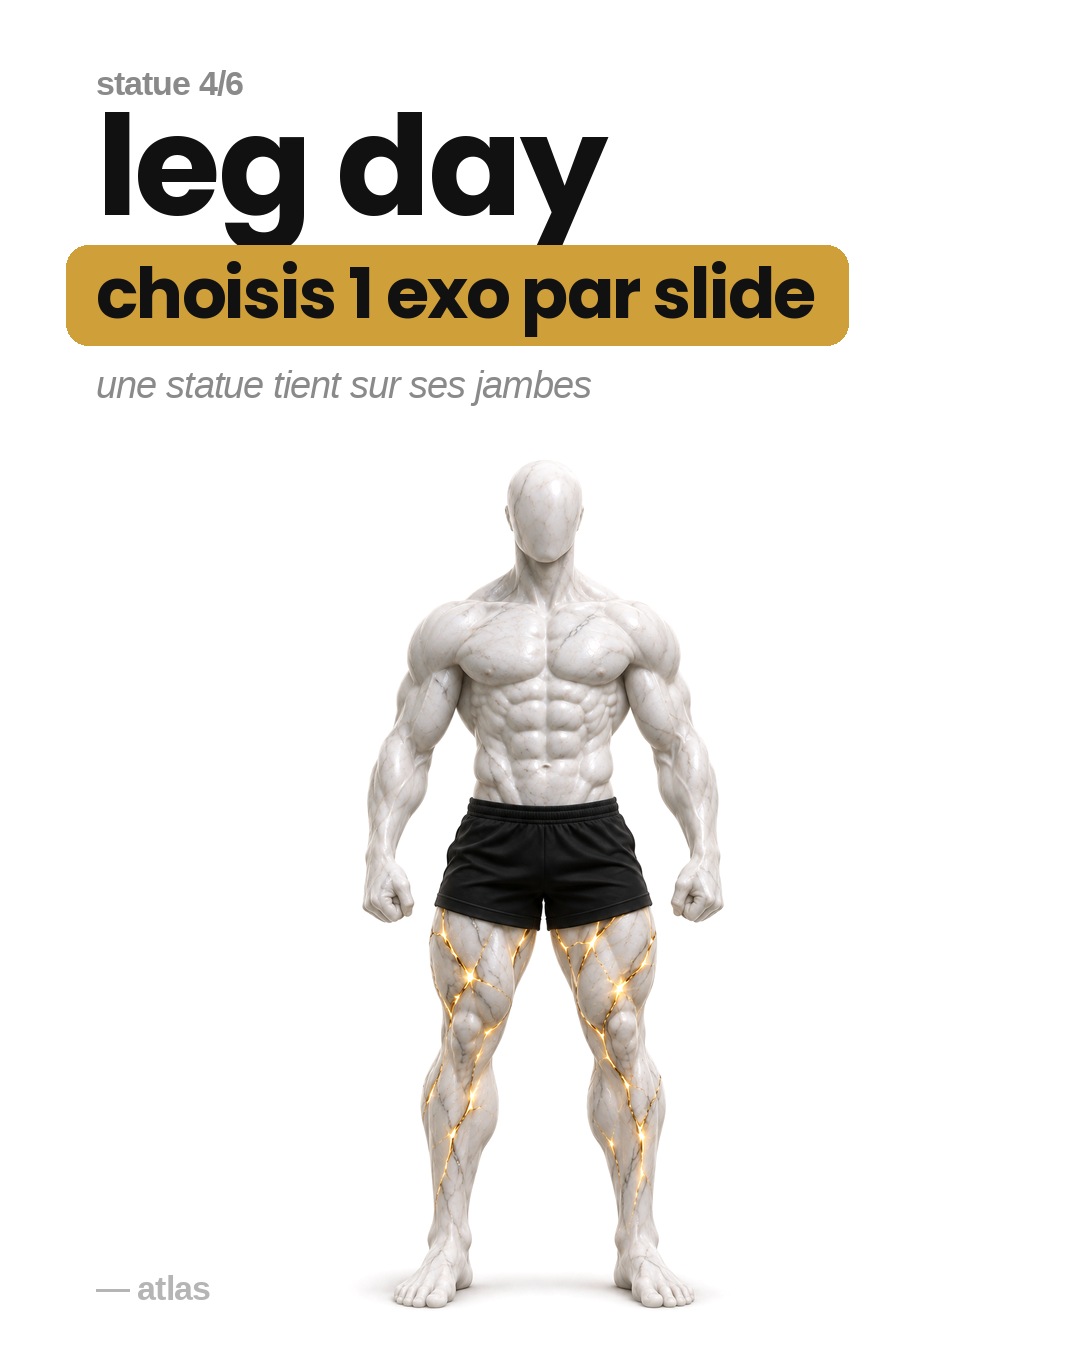 statue 4/6
leg day
choisis 1 exo par slide
une statue tient sur ses jambes
— atlas